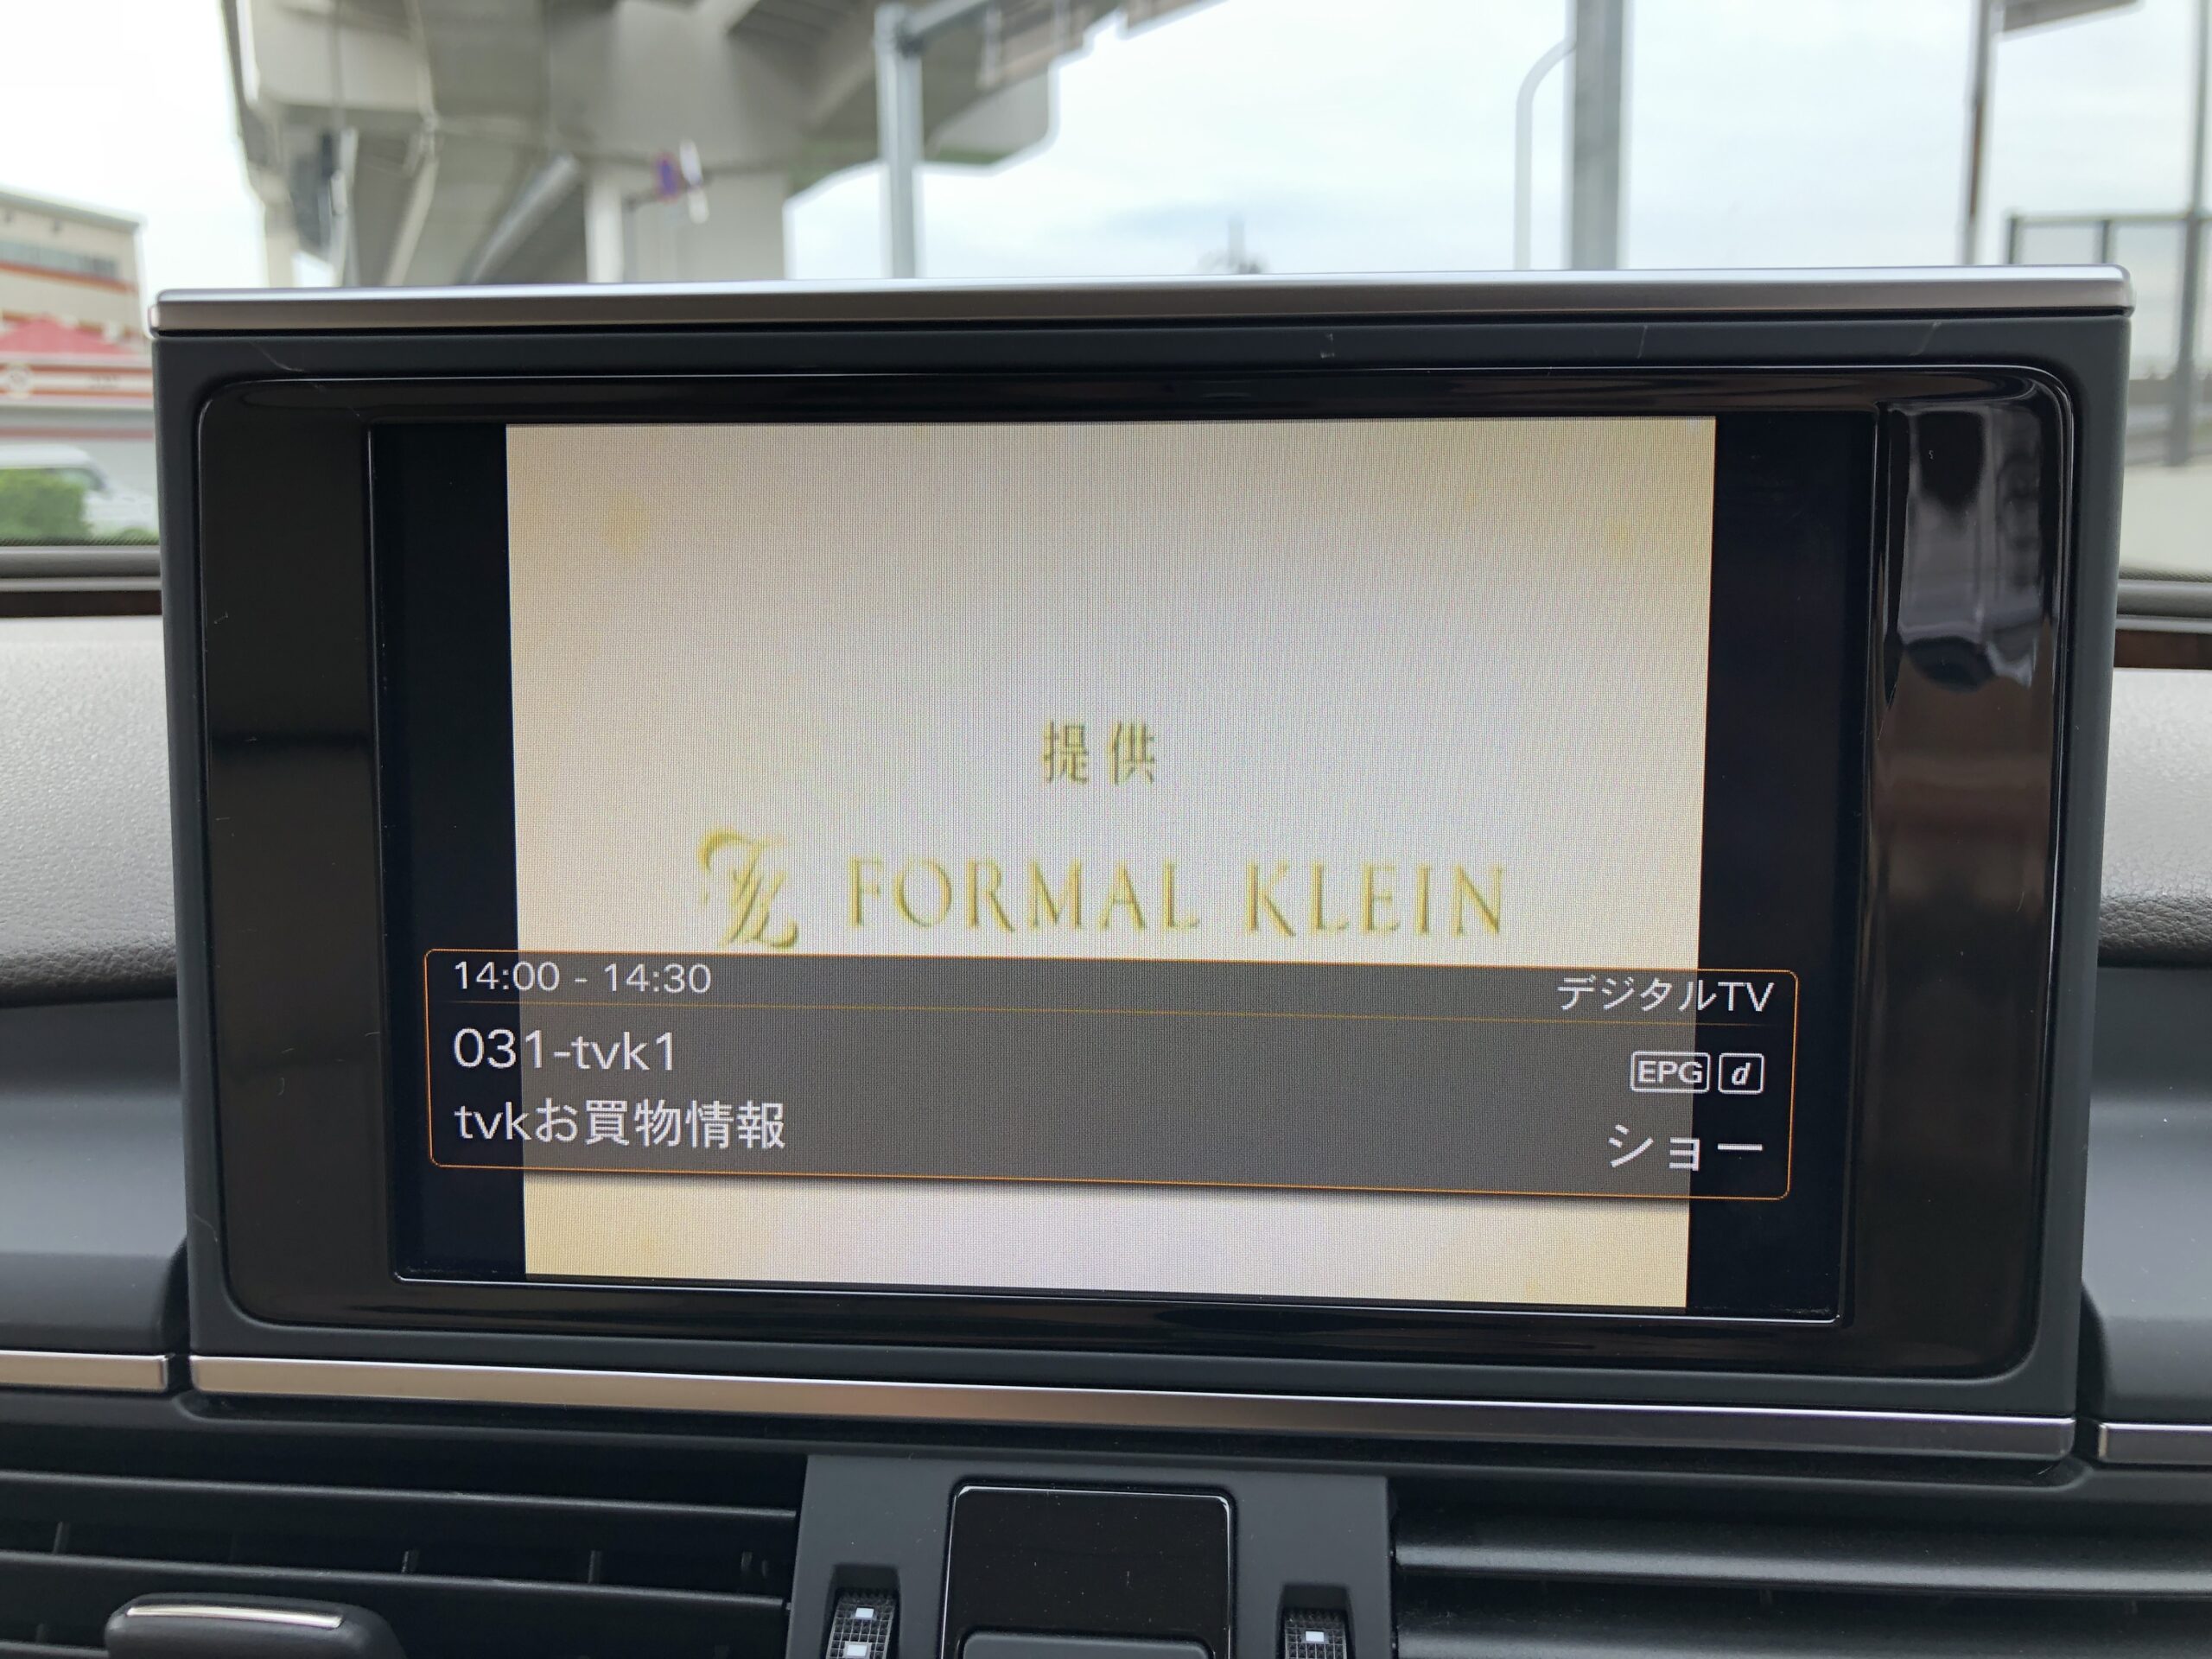 提供
FORMAL KLEIN
14:00 - 14:30
デジタルTV
031-tvk1
EPG d
tvkお買物情報
ショー